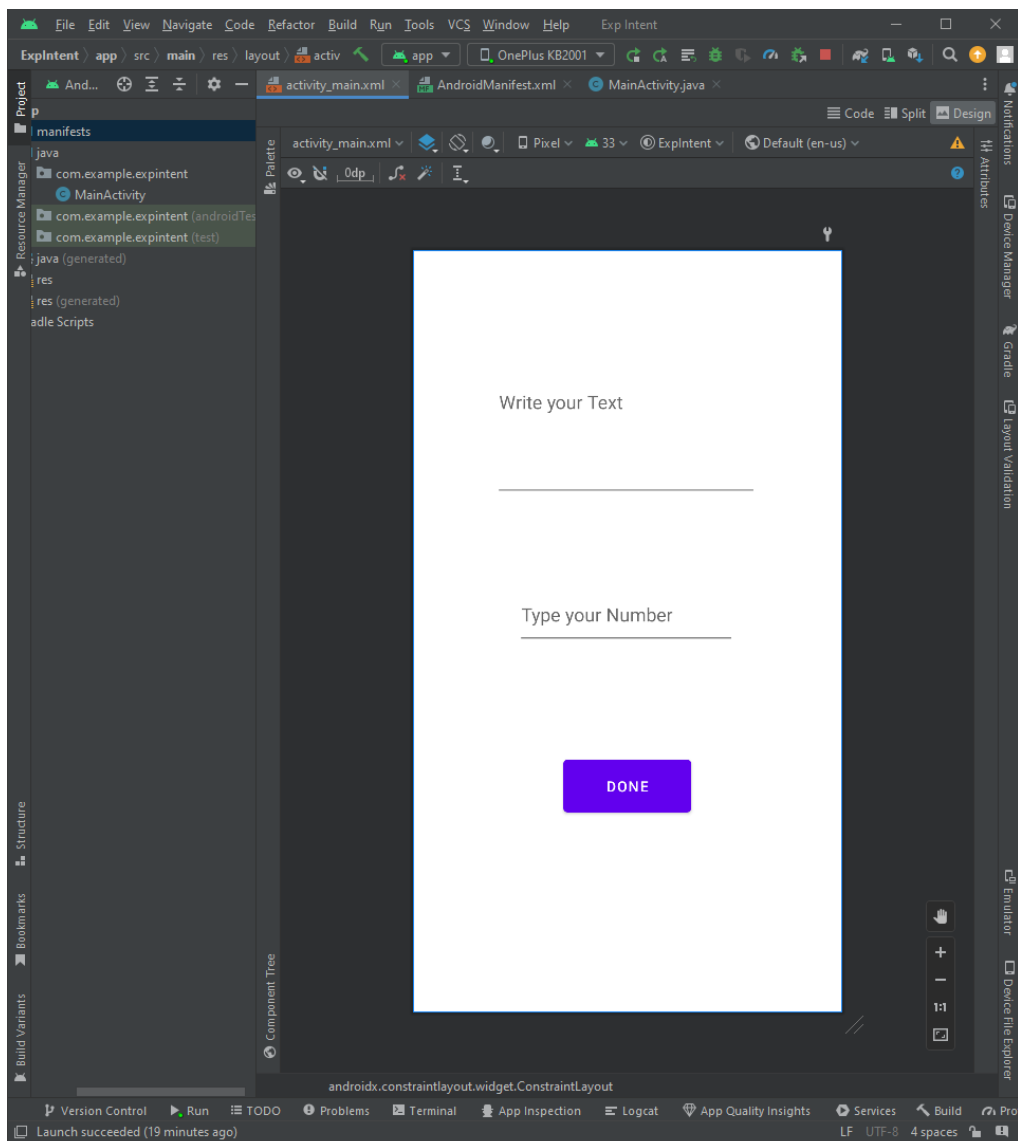 File Edit View Navigate Code Refactor Build Run Tools VCS Window Help Exp Intent
ExpIntent app src main res layout activ app OnePlus KB2001
And... activity_main.xml AndroidManifest.xml MainActivity.java
p Code Split Design
manifests
java activity_main.xml Pixel 33 ExpIntent Default (en-us)
com.example.expintent 0dp
MainActivity
com.example.expintent (androidTes
com.example.expintent (test)
java (generated)
res
res (generated)
adle Scripts
Project
Resource Manager
Structure
Bookmarks
Build Variants
Palette
Component Tree
Write your Text
Type your Number
DONE
1:1
Attributes
Notifications
Device Manager
Gradle
Layout Validation
Emulator
Device File Explorer
androidx.constraintlayout.widget.ConstraintLayout
Version Control Run TODO Problems Terminal App Inspection Logcat App Quality Insights Services Build Pro
Launch succeeded (19 minutes ago) LF UTF-8 4 spaces